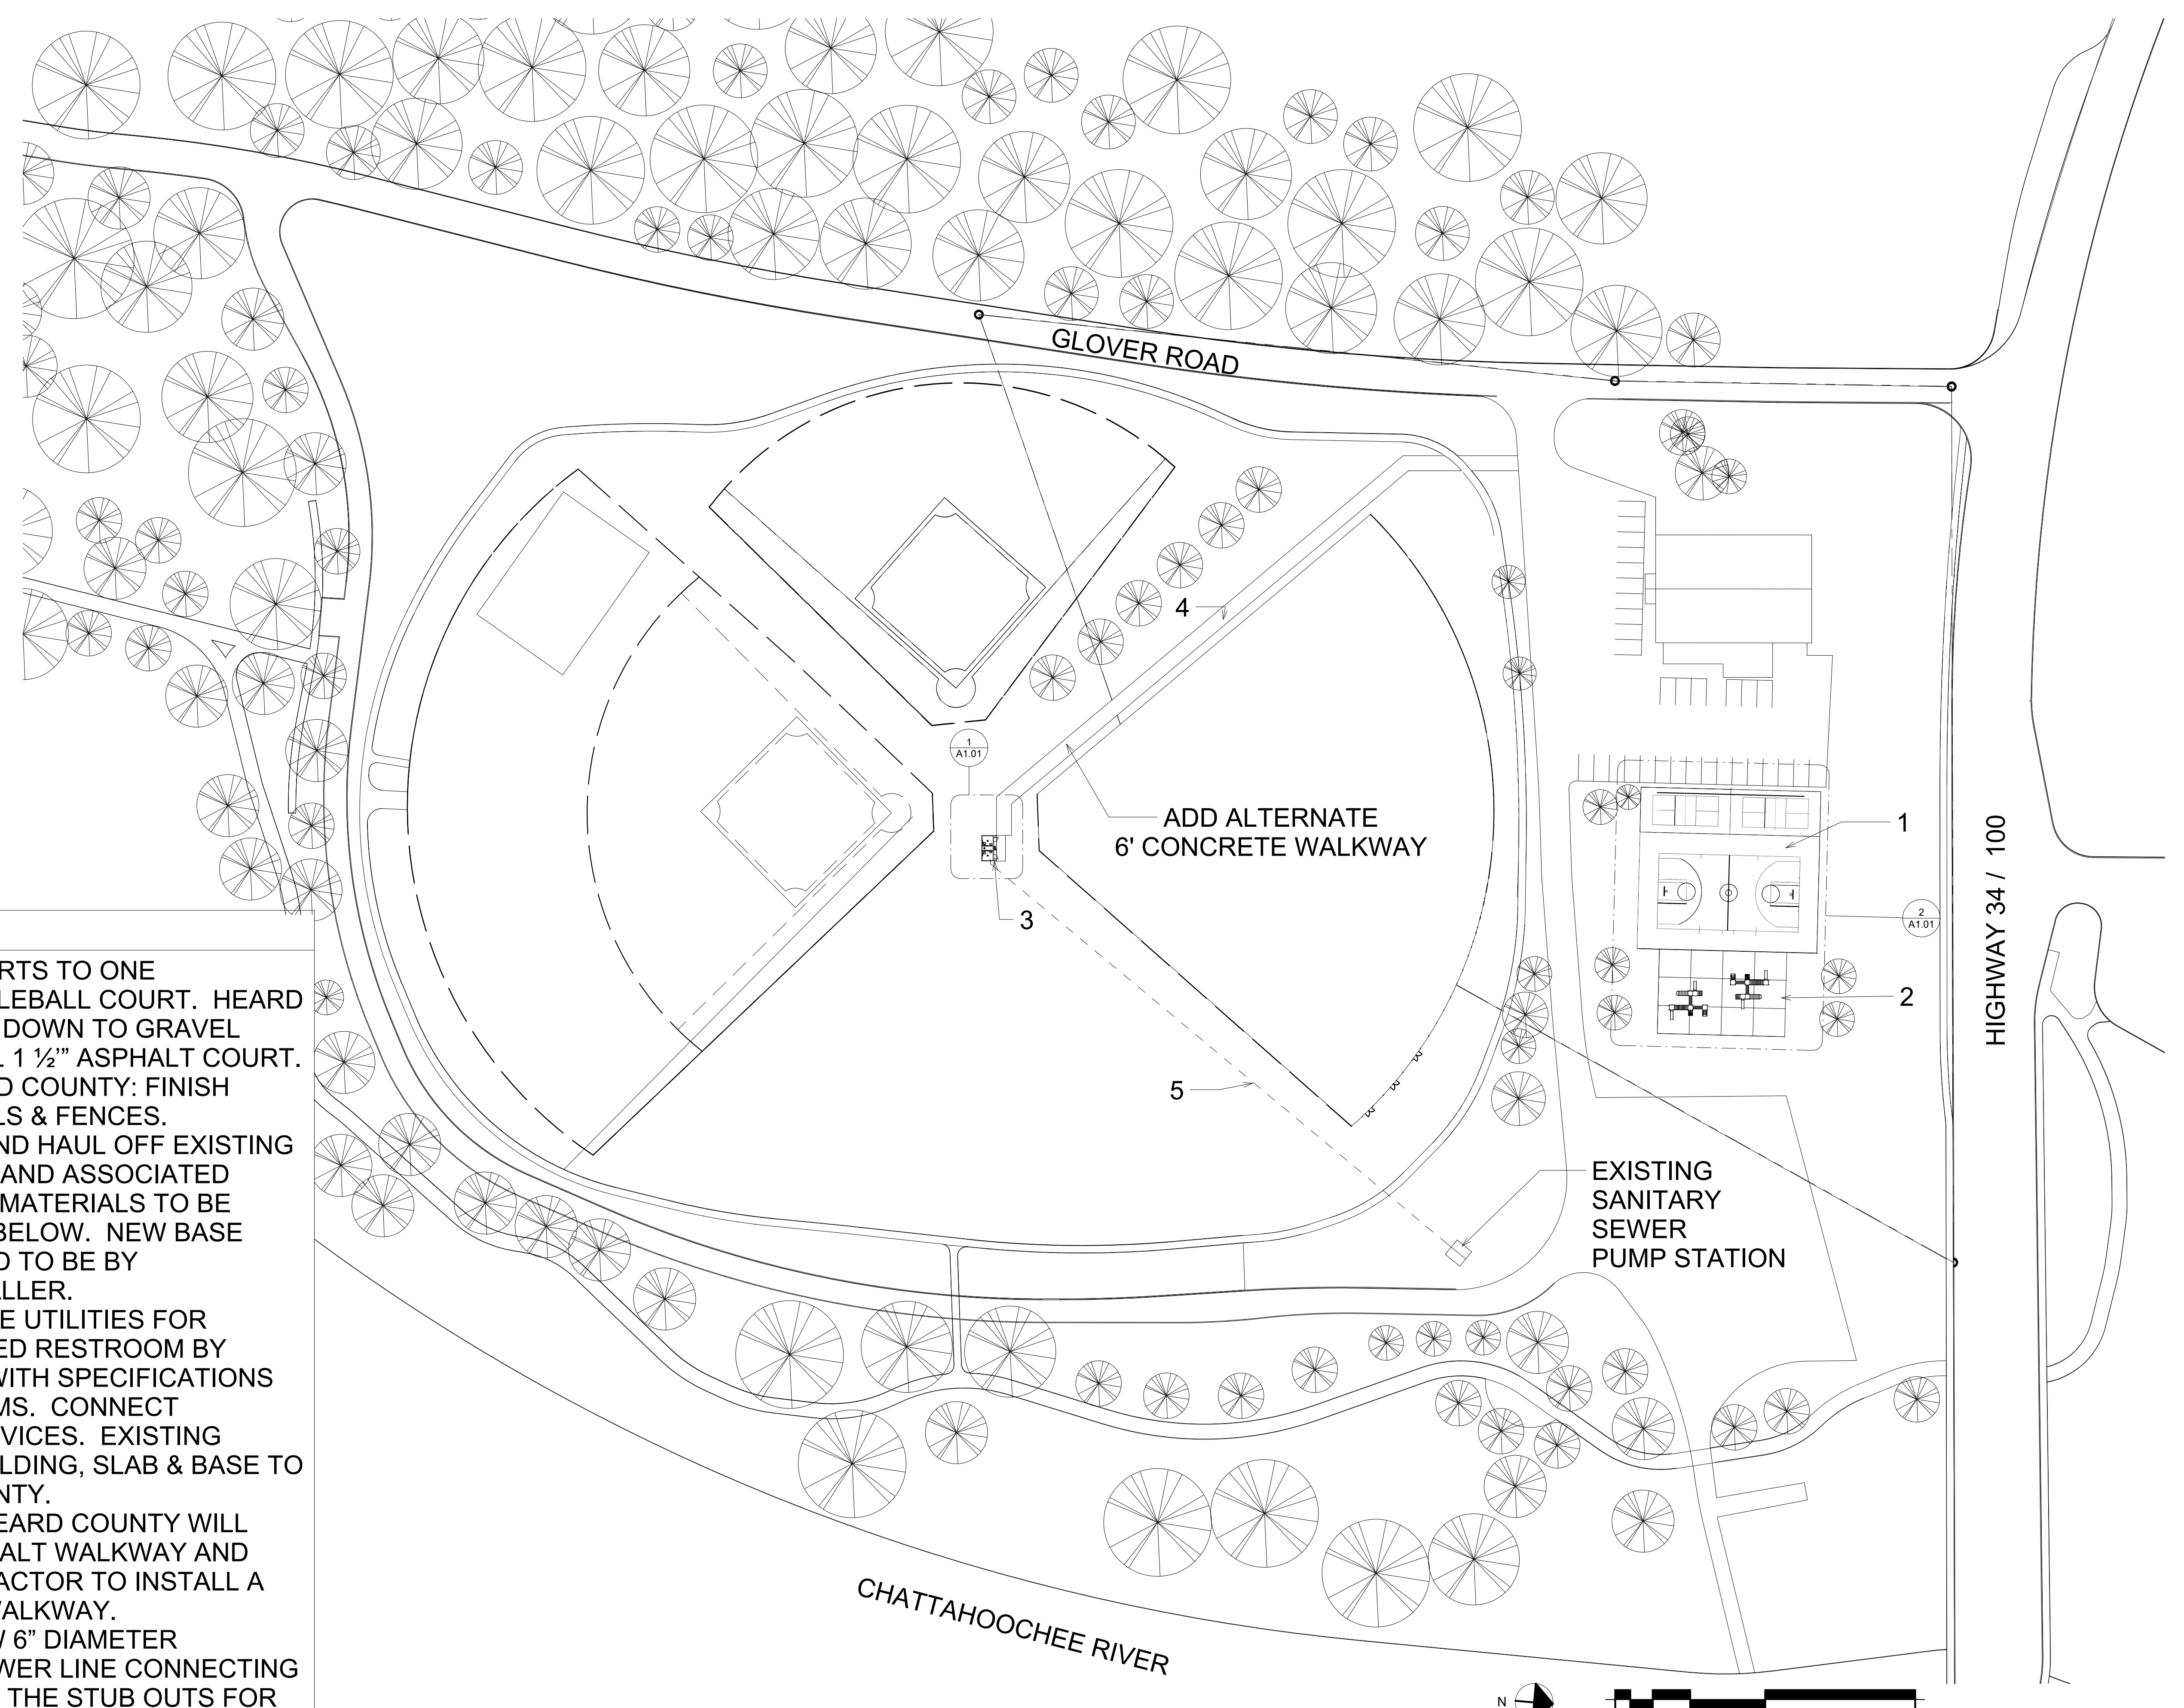 GLOVER ROAD
4
1
A1.01
ADD ALTERNATE
6' CONCRETE WALKWAY
1
HIGHWAY 34 / 100
2
A1.01
3
2
5
EXISTING
SANITARY
SEWER
PUMP STATION
CHATTAHOOCHEE RIVER
N
RTS TO ONE
LEBALL COURT. HEARD
DOWN TO GRAVEL
1 ½'” ASPHALT COURT.
D COUNTY: FINISH
LS & FENCES.
ND HAUL OFF EXISTING
AND ASSOCIATED
MATERIALS TO BE
BELOW. NEW BASE
D TO BE BY
LLER.
E UTILITIES FOR
ED RESTROOM BY
WITH SPECIFICATIONS
MS. CONNECT
VICES. EXISTING
LDING, SLAB & BASE TO
NTY.
EARD COUNTY WILL
ALT WALKWAY AND
ACTOR TO INSTALL A
WALKWAY.
6” DIAMETER
WER LINE CONNECTING
THE STUB OUTS FOR